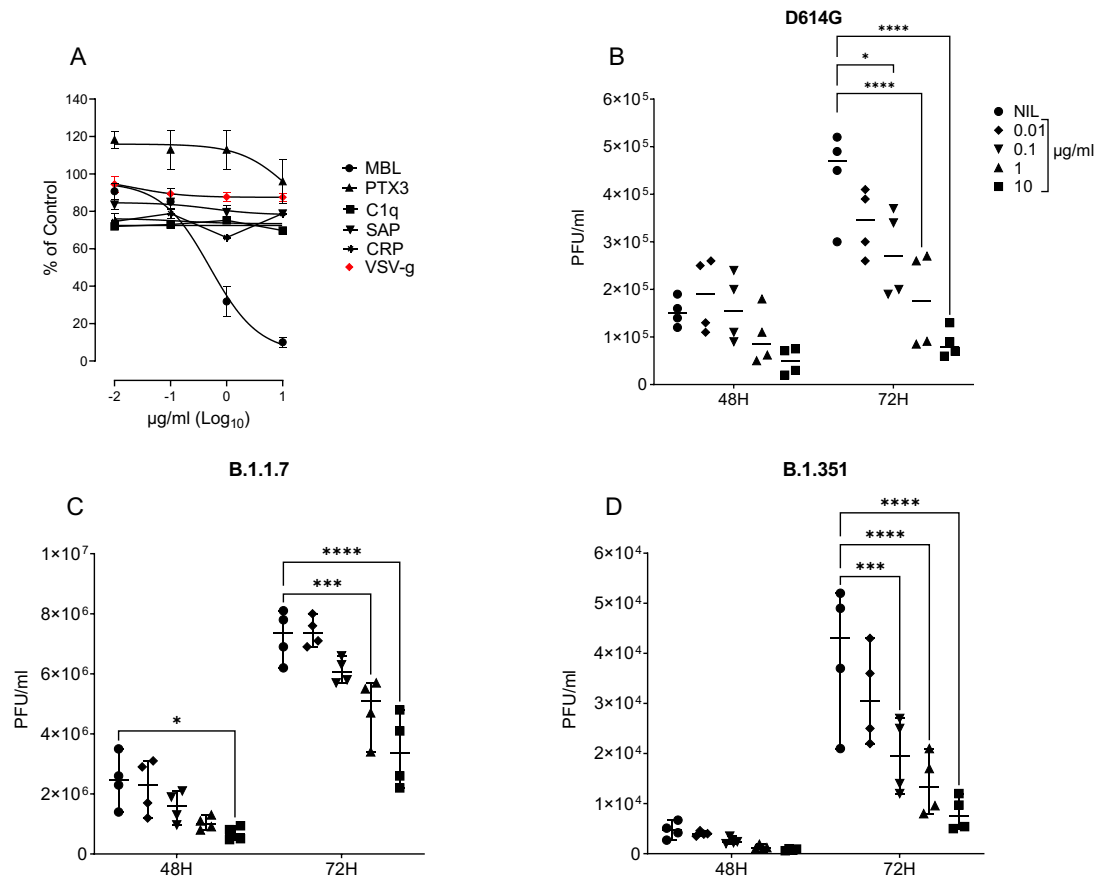 A
140
120
100
80
60
40
20
0
% of Control
-2 -1 0 1
µg/ml (Log10)
MBL
PTX3
C1q
SAP
CRP
VSV-g
D614G
B
****
*
****
6×10⁵
5×10⁵
4×10⁵
3×10⁵
2×10⁵
1×10⁵
0
PFU/ml
48H 72H
NIL
0.01
0.1
1
10
µg/ml
B.1.1.7
C
****
***
*
1×10⁷
8×10⁶
6×10⁶
4×10⁶
2×10⁶
0
PFU/ml
48H 72H
B.1.351
D
****
****
***
6×10⁴
4×10⁴
3×10⁴
2×10⁴
1×10⁴
0
PFU/ml
48H 72H